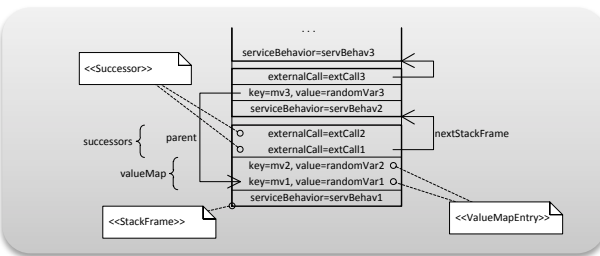 ...
serviceBehavior=servBehav3
<<Successor>>
externalCall=extCall3
key=mv3, value=randomVar3
serviceBehavior=servBehav2
externalCall=extCall2
nextStackFrame
successors
parent
externalCall=extCall1
valueMap
key=mv2, value=randomVar2
key=mv1, value=randomVar1
serviceBehavior=servBehav1
<<StackFrame>>
<<ValueMapEntry>>